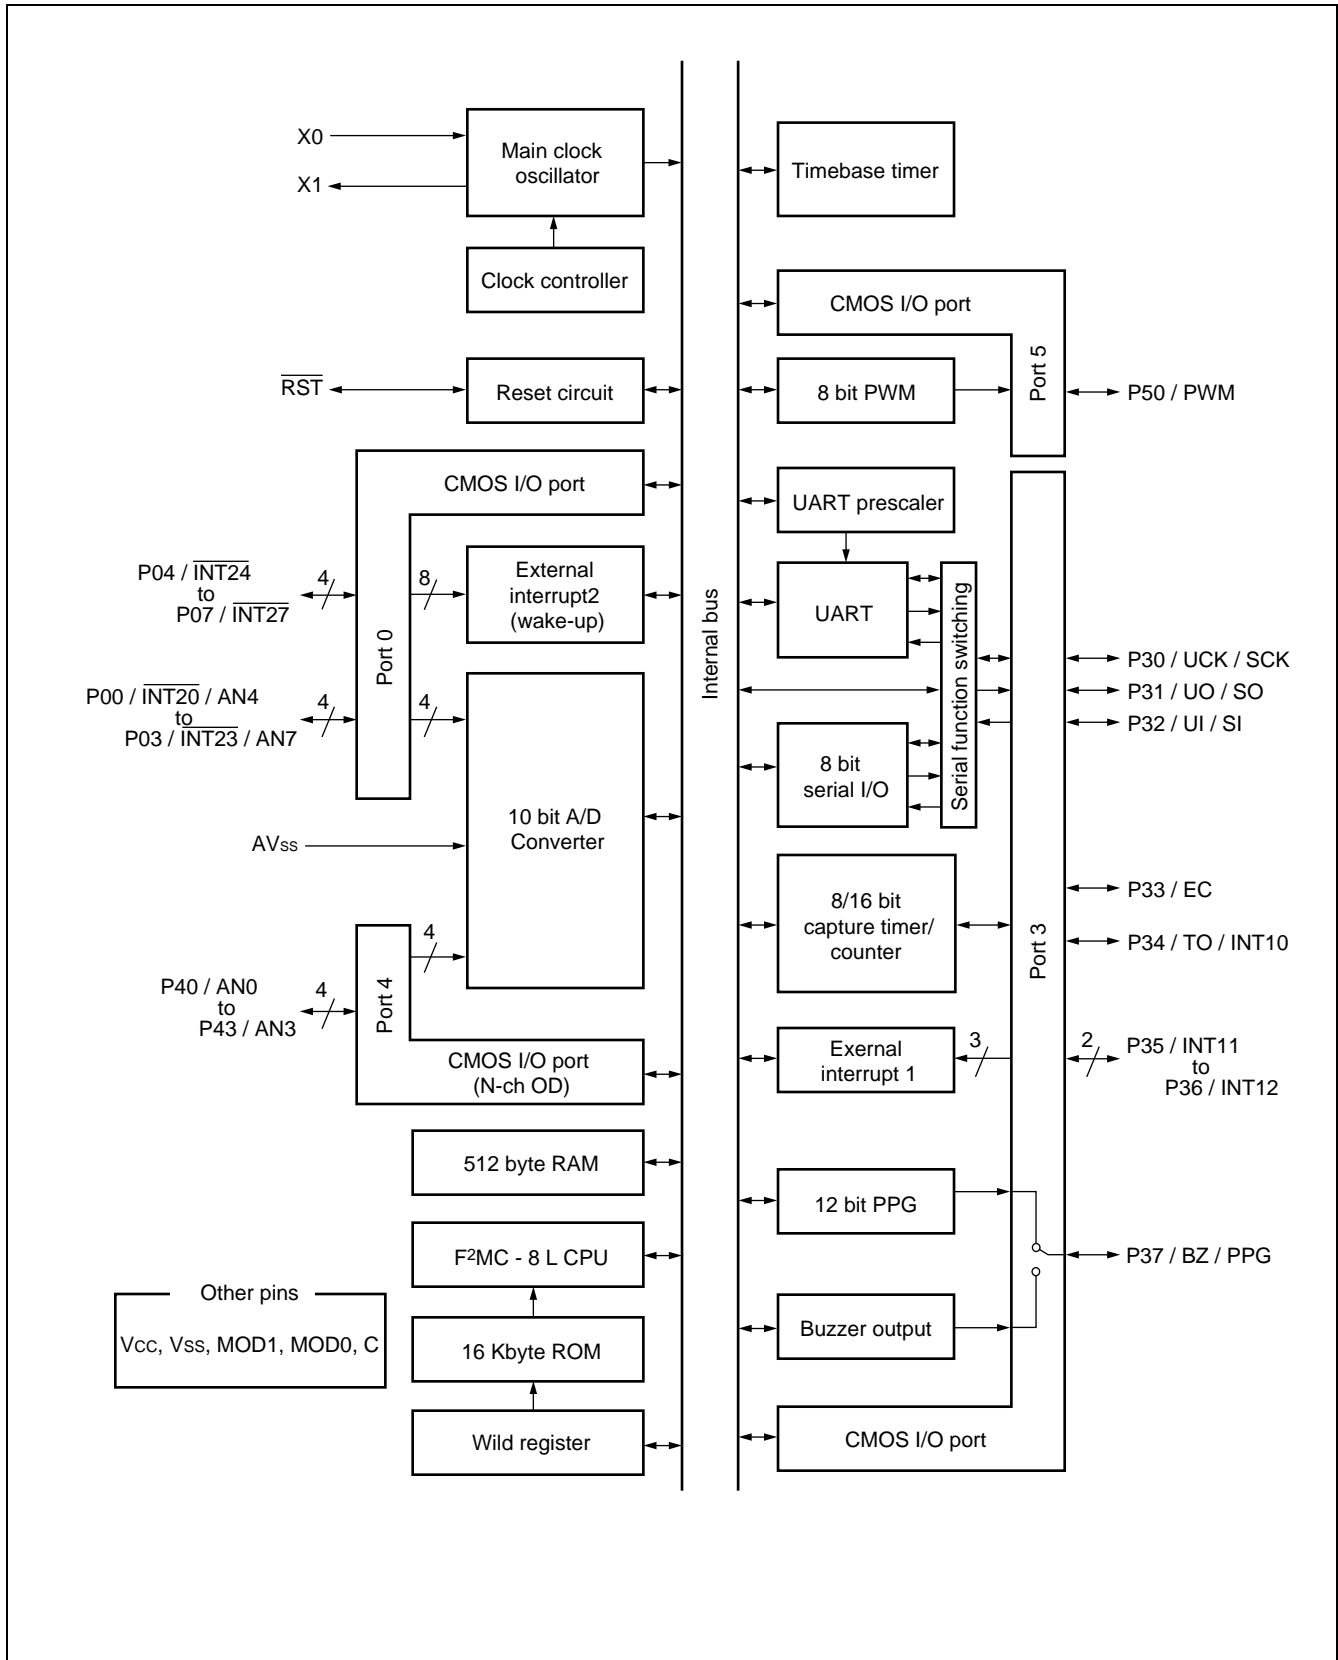 X0
X1
Main clock
oscillator
Clock controller
RST
Reset circuit
CMOS I/O port
Port 0
P04 / INT24
to
P07 / INT27
4
8
External
interrupt2
(wake-up)
P00 / INT20 / AN4
to
P03 / INT23 / AN7
4
4
10 bit A/D
Converter
AVSS
4
P40 / AN0
to
P43 / AN3
4
Port 4
CMOS I/O port
(N-ch OD)
512 byte RAM
F2MC - 8 L CPU
16 Kbyte ROM
Wild register
Other pins
VCC, VSS, MOD1, MOD0, C
Internal bus
Timebase timer
CMOS I/O port
Port 5
8 bit PWM
P50 / PWM
UART prescaler
UART
Serial function switching
8 bit
serial I/O
P30 / UCK / SCK
P31 / UO / SO
P32 / UI / SI
8/16 bit
capture timer/
counter
Port 3
P33 / EC
P34 / TO / INT10
Exernal
interrupt 1
3
2
P35 / INT11
to
P36 / INT12
12 bit PPG
P37 / BZ / PPG
Buzzer output
CMOS I/O port